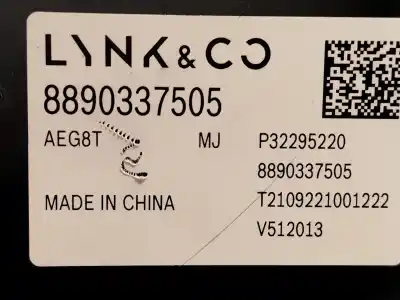 LYNK & CO
8890337505
AEG8T MJ P32295220
8890337505
MADE IN CHINA T2109221001222
V512013